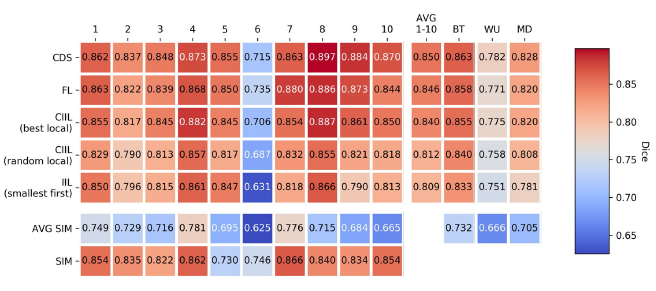 AVG
1 2 3 4 5 6 7 8 9 10 1-10 BT WU MD
CDS 0.862 0.837 0.848 0.873 0.855 0.715 0.863 0.897 0.884 0.870 0.850 0.863 0.782 0.828
FL 0.863 0.822 0.839 0.868 0.850 0.735 0.880 0.886 0.873 0.844 0.846 0.858 0.771 0.820
CIIL
(best local) 0.855 0.817 0.845 0.882 0.845 0.706 0.854 0.887 0.861 0.850 0.840 0.855 0.775 0.820
CIIL
(random local) 0.829 0.790 0.813 0.857 0.817 0.687 0.832 0.855 0.821 0.818 0.812 0.840 0.758 0.808
IIL
(smallest first) 0.850 0.796 0.815 0.861 0.847 0.631 0.818 0.866 0.790 0.813 0.809 0.833 0.751 0.781
AVG SIM 0.749 0.729 0.716 0.781 0.695 0.625 0.776 0.715 0.684 0.665 0.732 0.666 0.705
SIM 0.854 0.835 0.822 0.862 0.730 0.746 0.866 0.840 0.834 0.854
0.85
0.80
0.75
0.70
0.65
Dice